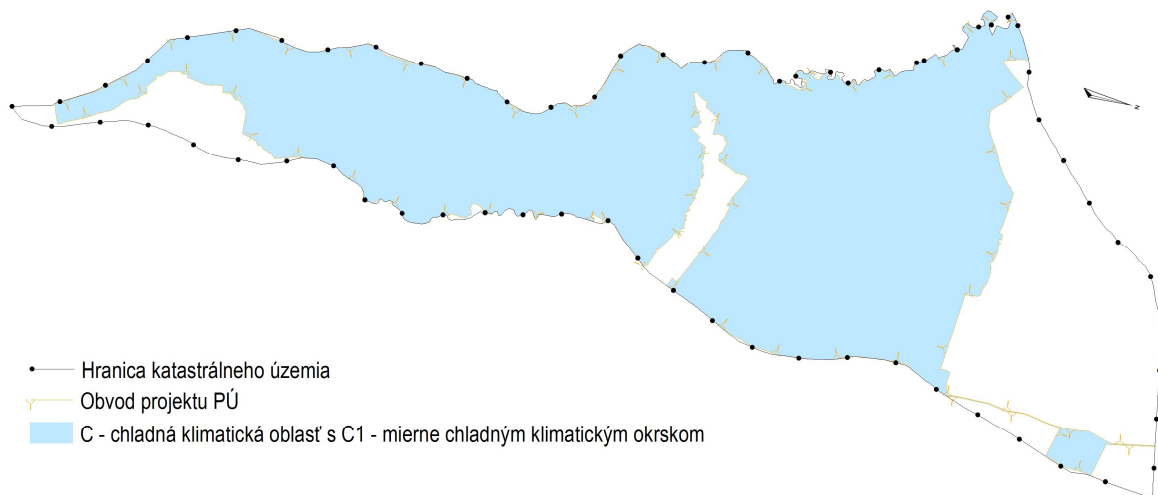 Hranica katastrálneho územia
Obvod projektu PÚ
C - chladná klimatická oblasť s C1 - mierne chladným klimatickým okrskom